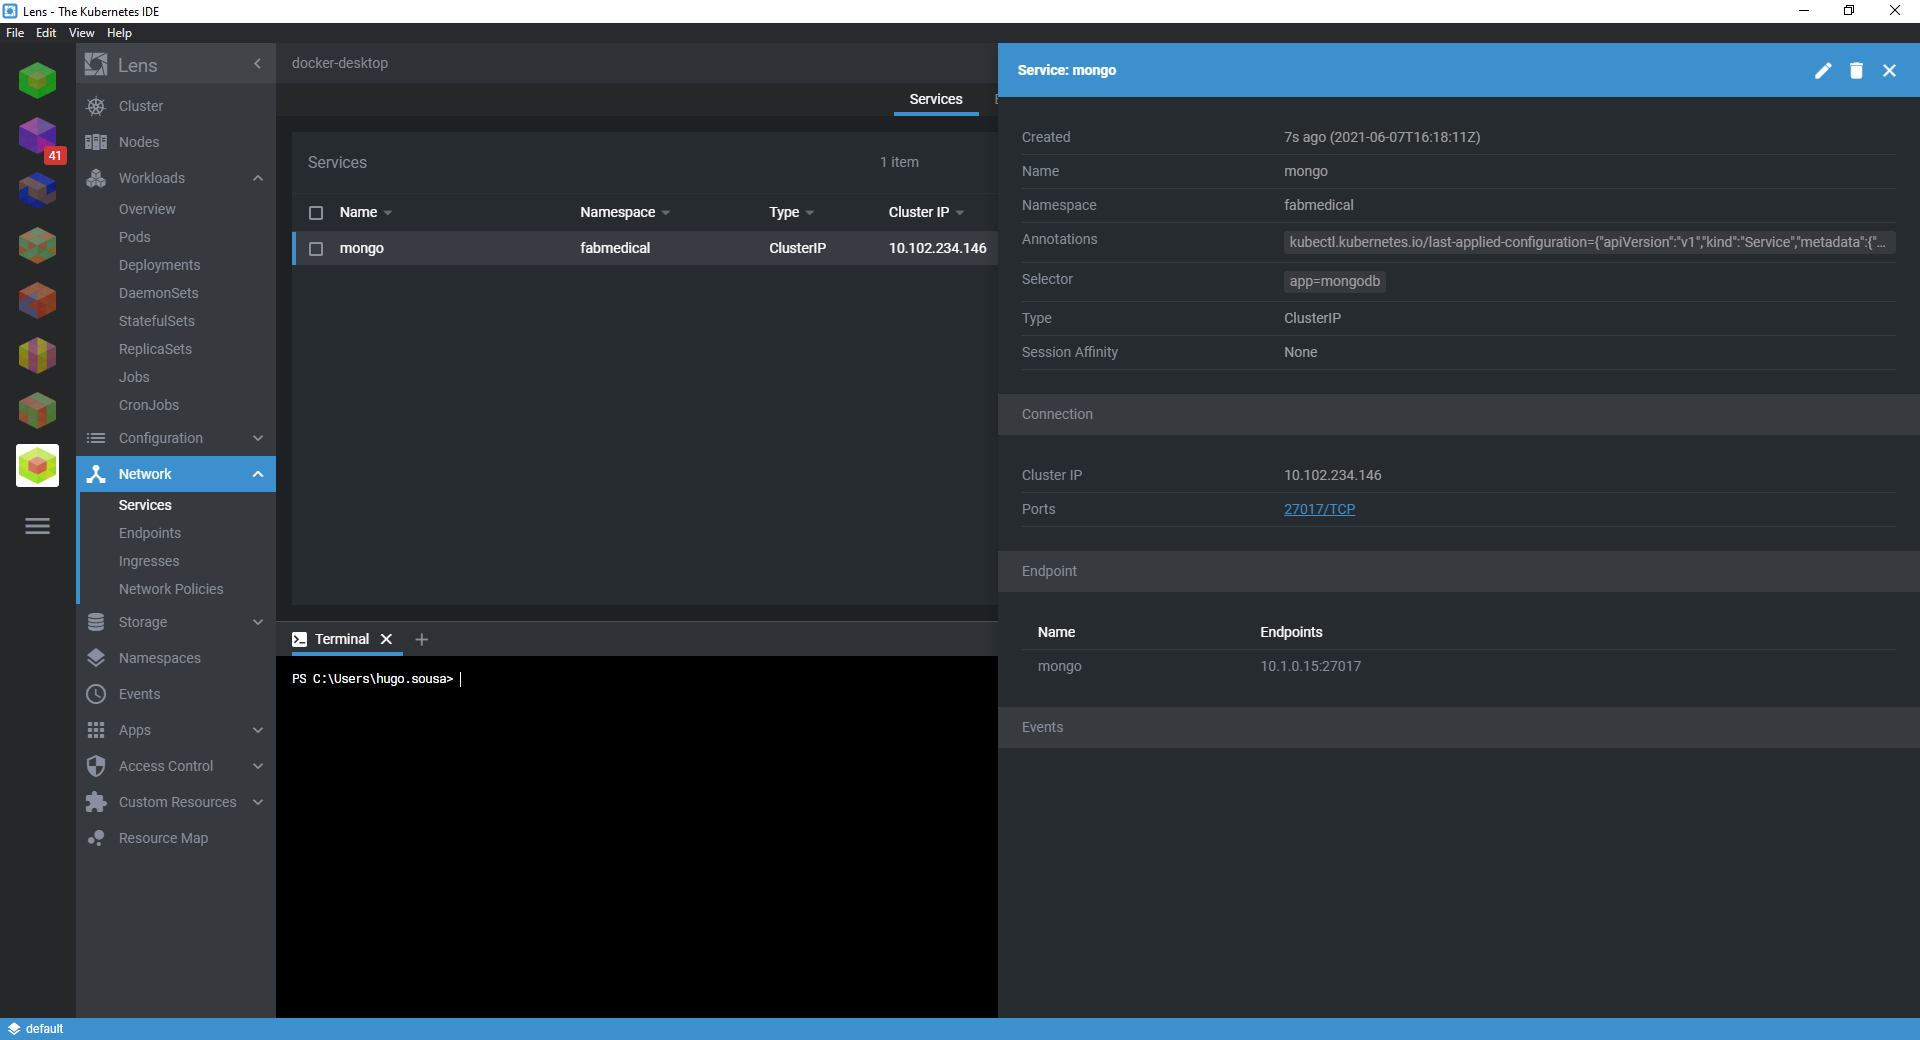 Lens - The Kubernetes IDE
File Edit View Help
41
Lens
Cluster
Nodes
Workloads
Overview
Pods
Deployments
DaemonSets
StatefulSets
ReplicaSets
Jobs
CronJobs
Configuration
Network
Services
Endpoints
Ingresses
Network Policies
Storage
Namespaces
Events
Apps
Access Control
Custom Resources
Resource Map
docker-desktop
Services
Services 1 item
Name Namespace Type Cluster IP
mongo fabmedical ClusterIP 10.102.234.146
Terminal
PS C:\Users\hugo.sousa>
Service: mongo
Created 7s ago (2021-06-07T16:18:11Z)
Name mongo
Namespace fabmedical
Annotations kubectl.kubernetes.io/last-applied-configuration={"apiVersion":"v1","kind":"Service","metadata":{"...
Selector app=mongodb
Type ClusterIP
Session Affinity None
Connection
Cluster IP 10.102.234.146
Ports 27017/TCP
Endpoint
Name Endpoints
mongo 10.1.0.15:27017
Events
default